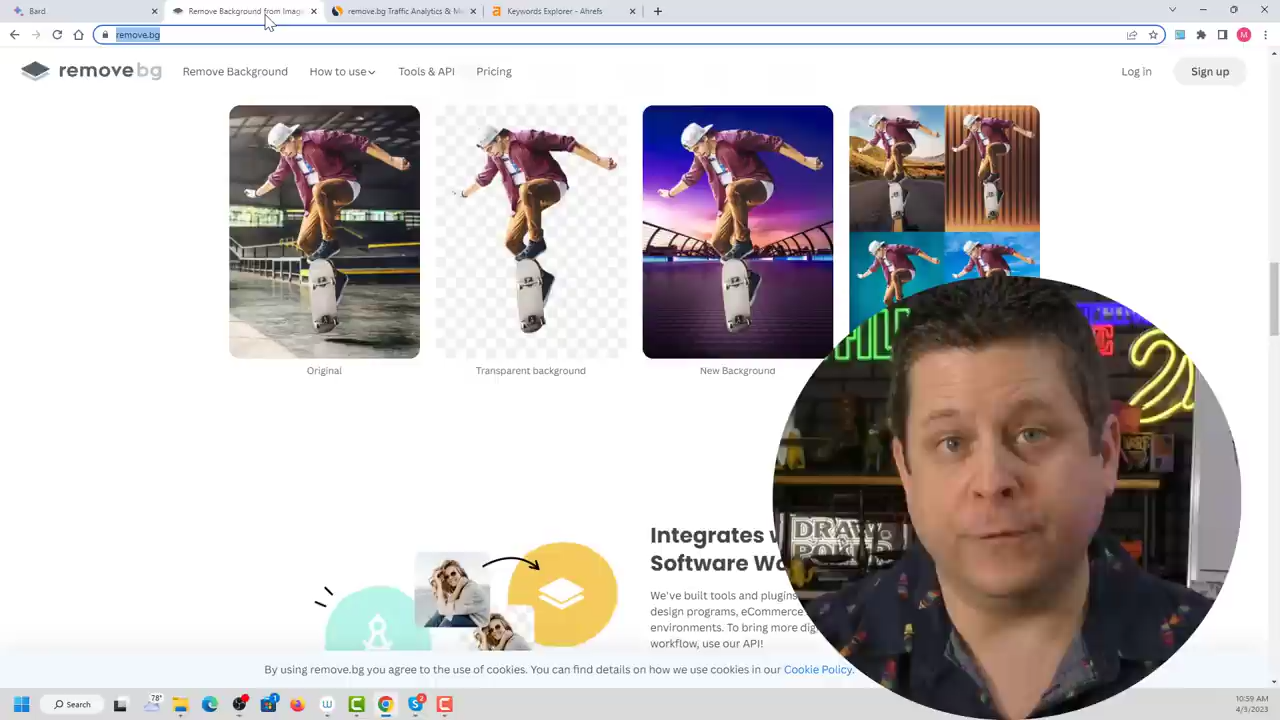 Bard
Remove Background from Imag
remove.bg Traffic Analytics & M
Keywords Explorer - Ahrefs
remove.bg
M
removebg
Remove Background
How to use
Tools & API
Pricing
Log in
Sign up
Original
Transparent background
New Background
Integrates
Software Wo
We've built tools and plugins
design programs, eCommerce
environments. To bring more dig
workflow, use our API!
DRAW
POKER
By using remove.bg you agree to the use of cookies. You can find details on how we use cookies in our Cookie Policy.
Search
78°
10:59 AM
4/3/2023